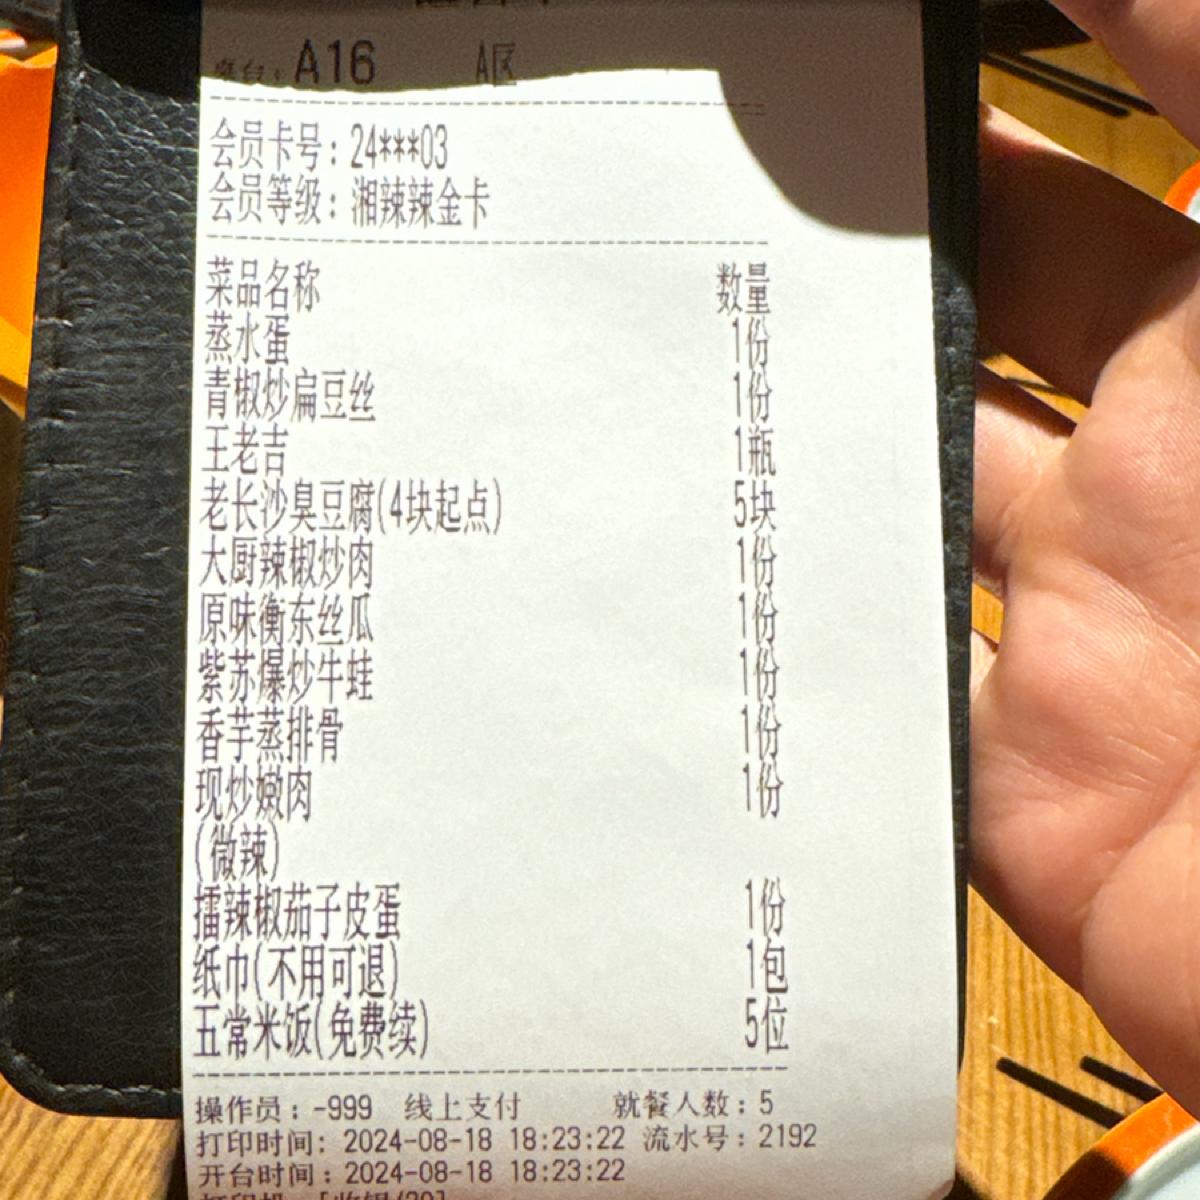 桌台：A16 A区
会员卡号：24***03
会员等级：湘辣辣金卡
菜品名称 数量
蒸水蛋 1份
青椒炒扁豆丝 1份
王老吉 1瓶
老长沙臭豆腐(4块起点) 5块
大厨辣椒炒肉 1份
原味衡东丝瓜 1份
紫苏爆炒牛蛙 1份
香芋蒸排骨 1份
现炒嫩肉 1份
(微辣)
擂辣椒茄子皮蛋 1份
纸巾(不用可退) 1包
五常米饭(免费续) 5位
操作员：-999 线上支付 就餐人数：5
打印时间：2024-08-18 18:23:22 流水号：2192
开台时间：2024-08-18 18:23:22